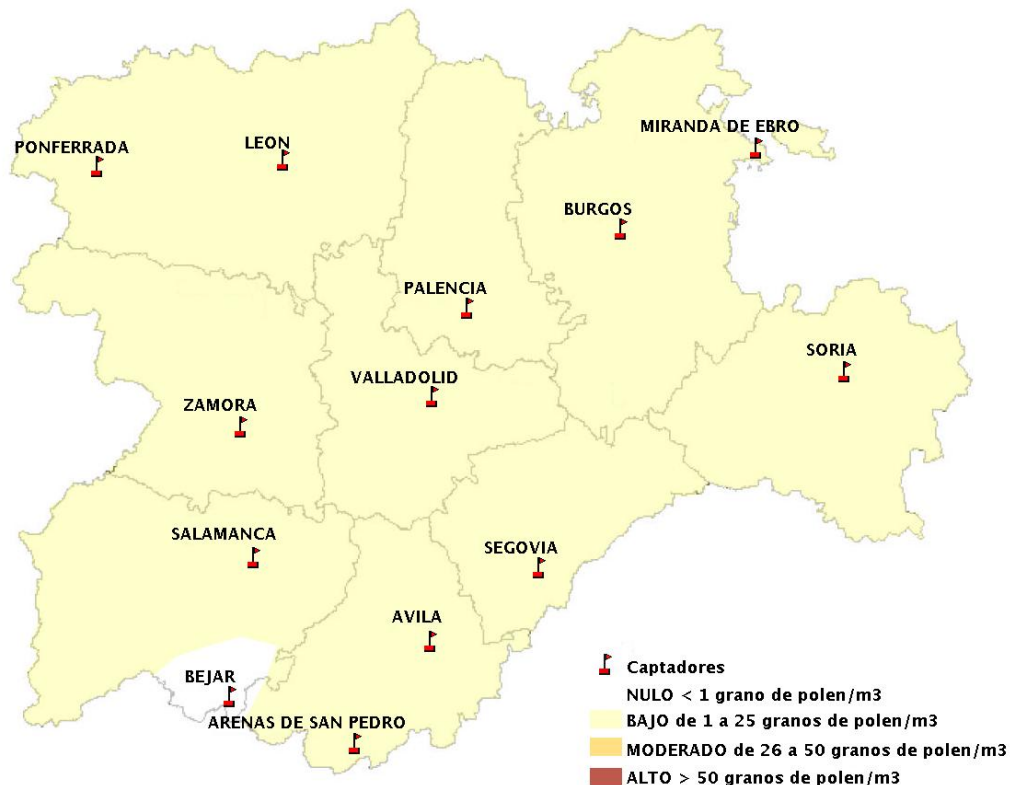 MIRANDA DE EBRO
PONFERRADA
LEON
BURGOS
PALENCIA
SORIA
VALLADOLID
ZAMORA
SALAMANCA
SEGOVIA
AVILA
BEJAR
ARENAS DE SAN PEDRO
Captadores
NULO < 1 grano de polen/m3
BAJO de 1 a 25 granos de polen/m3
MODERADO de 26 a 50 granos de polen/m3
ALTO > 50 granos de polen/m3